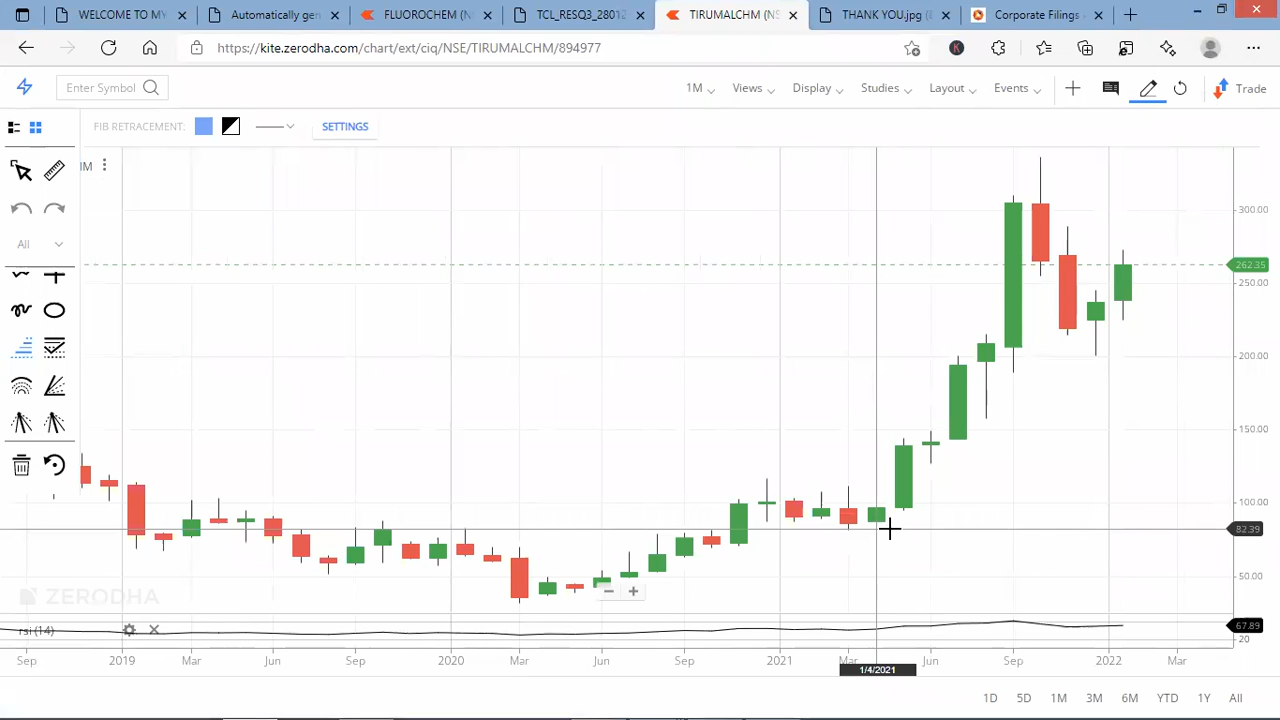 WELCOME TO MY
Automatically gen
FLUOROCHEM (N
TCL_RESQ3_28012
TIRUMALCHM (NS
THANK YOU.jpg (
Corporate Filings -
https://kite.zerodha.com/chart/ext/ciq/NSE/TIRUMALCHM/894977
K
Enter Symbol
1M
Views
Display
Studies
Layout
Events
Trade
FIB RETRACEMENT:
SETTINGS
IM
All
300.00
262.35
250.00
200.00
150.00
100.00
82.39
50.00
ZERODHA
rsi (14)
67.89
20
Sep 2019 Mar Jun Sep 2020 Mar Jun Sep 2021 Mar Jun Sep 2022 Mar
1/4/2021
1D 5D 1M 3M 6M YTD 1Y All